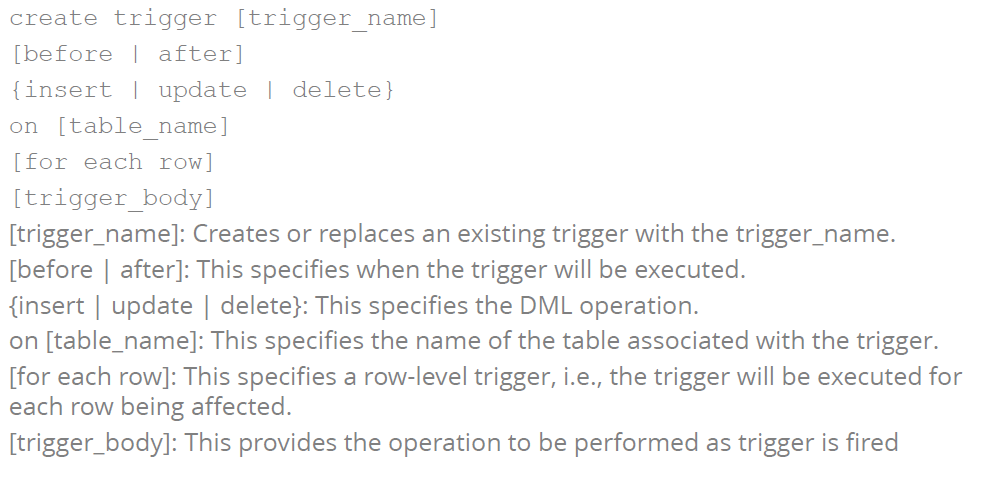 create trigger [trigger_name]
[before | after]
{insert | update | delete}
on [table_name]
[for each row]
[trigger_body]
[trigger_name]: Creates or replaces an existing trigger with the trigger_name.
[before | after]: This specifies when the trigger will be executed.
{insert | update | delete}: This specifies the DML operation.
on [table_name]: This specifies the name of the table associated with the trigger.
[for each row]: This specifies a row-level trigger, i.e., the trigger will be executed for
each row being affected.
[trigger_body]: This provides the operation to be performed as trigger is fired